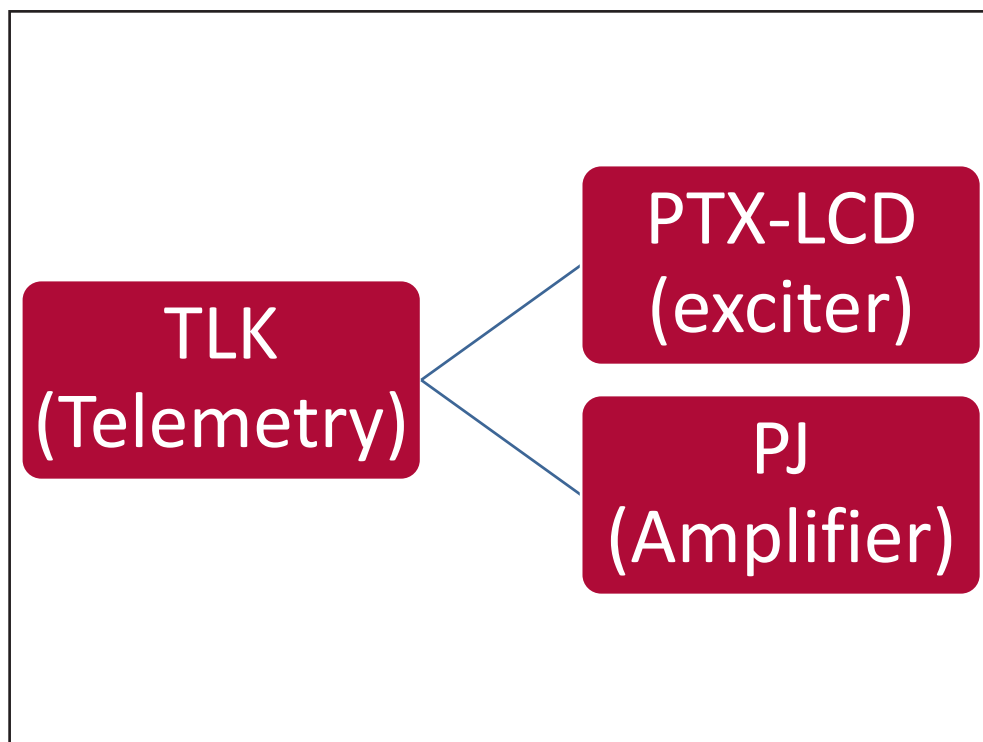 TLK
(Telemetry)
PTX-LCD
(exciter)
PJ
(Amplifier)